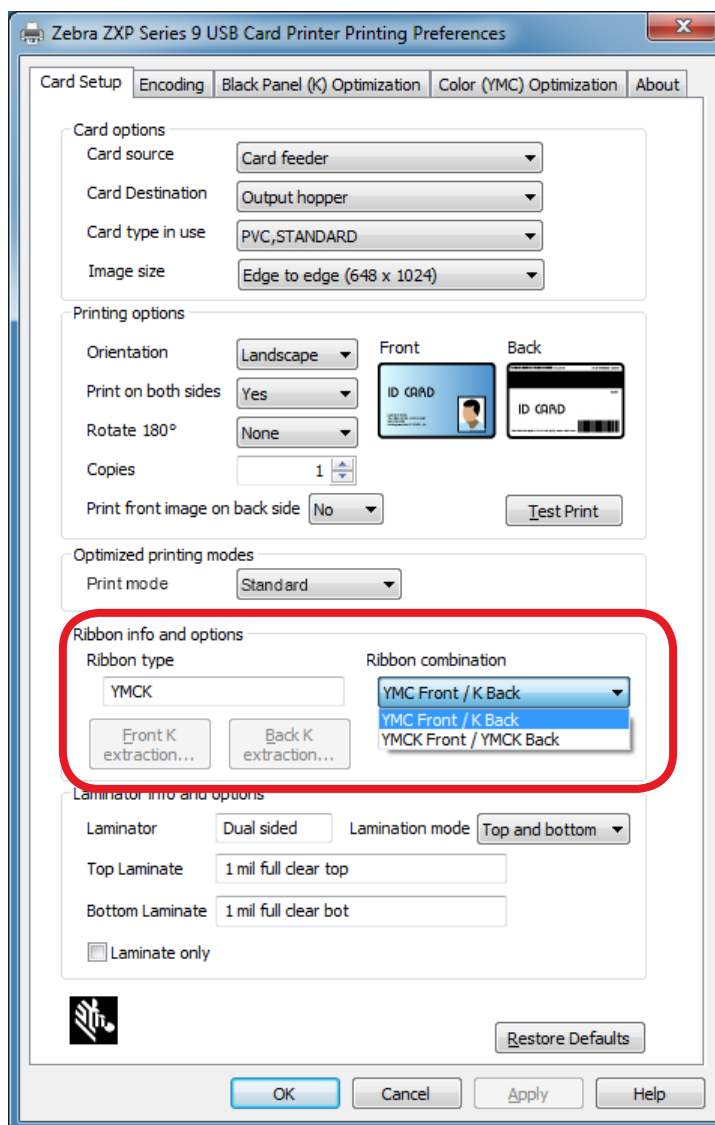 Zebra ZXP Series 9 USB Card Printer Printing Preferences
Card Setup Encoding Black Panel (K) Optimization Color (YMC) Optimization About
Card options
Card source Card feeder
Card Destination Output hopper
Card type in use PVC,STANDARD
Image size Edge to edge (648 x 1024)
Printing options
Orientation Landscape Front Back
Print on both sides Yes
ID CARD
ID CARD
Rotate 180° None
Copies 1
Print front image on back side No Test Print
Optimized printing modes
Print mode Standard
Ribbon info and options
Ribbon type Ribbon combination
YMCK YMC Front / K Back
YMC Front / K Back
YMCK Front / YMCK Back
Front K extraction... Back K extraction...
Laminator info and options
Laminator Dual sided Lamination mode Top and bottom
Top Laminate 1 mil full clear top
Bottom Laminate 1 mil full clear bot
Laminate only
Restore Defaults
OK Cancel Apply Help